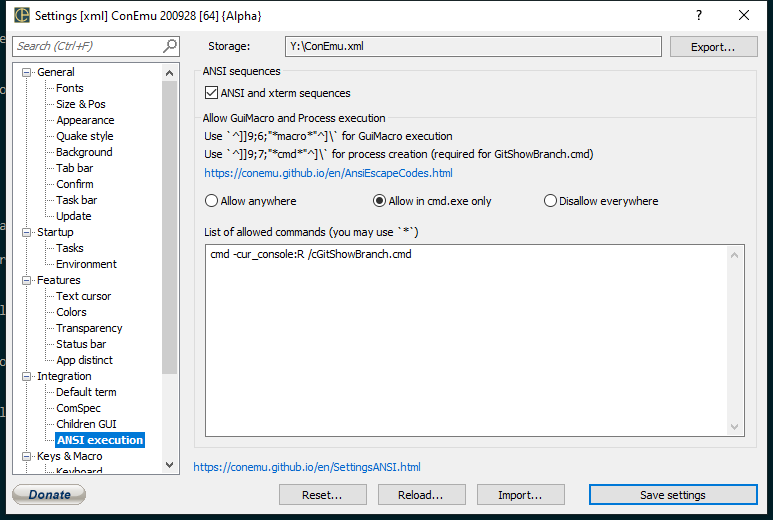 Settings [xml] ConEmu 200928 [64] {Alpha}
Search (Ctrl+F)
Storage:
Y:\ConEmu.xml
Export...
General
Fonts
Size & Pos
Appearance
Quake style
Background
Tab bar
Confirm
Task bar
Update
Startup
Tasks
Environment
Features
Text cursor
Colors
Transparency
Status bar
App distinct
Integration
Default term
ComSpec
Children GUI
ANSI execution
Keys & Macro
Keyboard
ANSI sequences
ANSI and xterm sequences
Allow GuiMacro and Process execution
Use `^]]9;6;"*macro*"^]\` for GuiMacro execution
Use `^]]9;7;"*cmd*"^]\` for process creation (required for GitShowBranch.cmd)
https://conemu.github.io/en/AnsiEscapeCodes.html
Allow anywhere
Allow in cmd.exe only
Disallow everywhere
List of allowed commands (you may use `*`)
cmd -cur_console:R /cGitShowBranch.cmd
https://conemu.github.io/en/SettingsANSI.html
Donate
Reset...
Reload...
Import...
Save settings